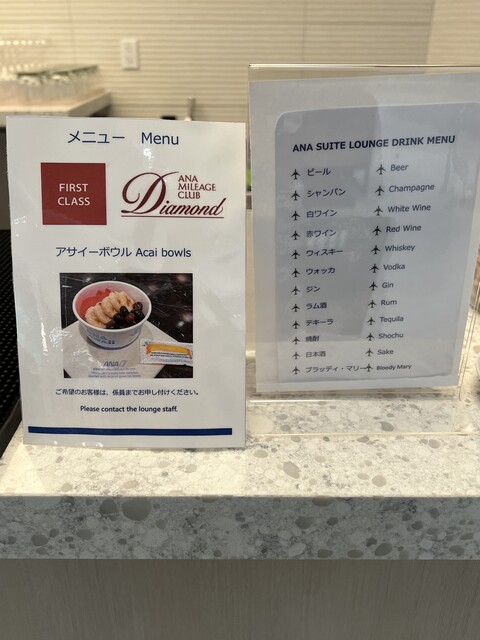 メニュー Menu
FIRST
CLASS
ANA
MILEAGE
CLUB
Diamond
アサイーボウル Acai bowls
ANA
ご希望のお客様は、係員までお申し付けください。
Please contact the lounge staff.
ANA SUITE LOUNGE DRINK MENU
ビール Beer
シャンパン Champagne
白ワイン White Wine
赤ワイン Red Wine
ウィスキー Whiskey
ウォッカ Vodka
ジン Gin
ラム酒 Rum
テキーラ Tequila
焼酎 Shochu
日本酒 Sake
ブラッディ・マリー Bloody Mary